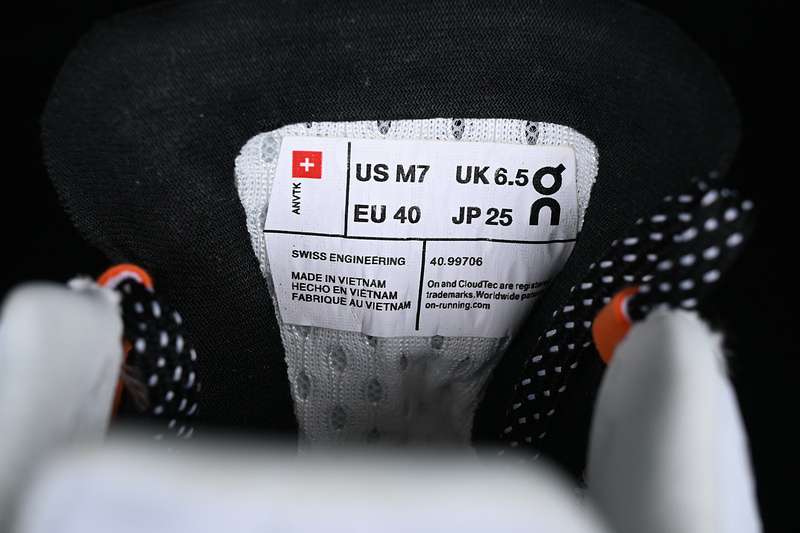 US M7 UK 6.5 On
EU 40 JP 25
ANVTK
SWISS ENGINEERING
MADE IN VIETNAM
HECHO EN VIETNAM
FABRIQUE AU VIETNAM
40.99706
On and CloudTec are
trademarks. Worldwide
on-running.com